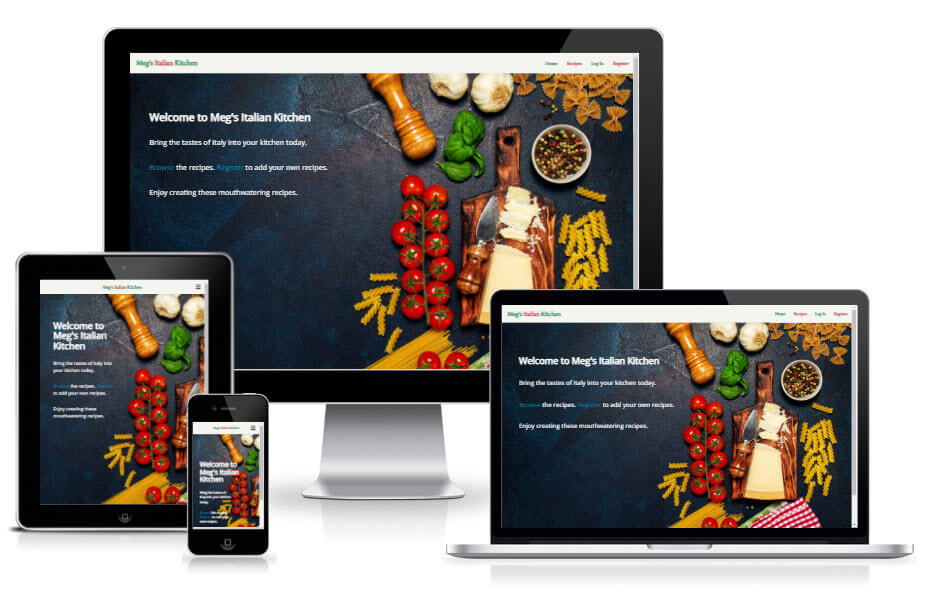 Meg's Italian Kitchen
Home Recipes Log In Register
Welcome to Meg's Italian Kitchen
Bring the tastes of Italy into your kitchen today.
Browse the recipes. Register to add your own recipes.
Enjoy creating these mouthwatering recipes.
Meg's Italian Kitchen
Welcome to
Meg's Italian
Kitchen
Bring the tastes of Italy into
your kitchen today.
Browse the recipes. Register
to add your own recipes.
Enjoy creating these
mouthwatering recipes.
Meg's Italian Kitchen
Welcome to
Meg's Italian
Kitchen
Bring the tastes of
Italy into your kitchen
today.
Browse the recipes.
Register to add your
own recipes.
Meg's Italian Kitchen
Home Recipes Log In Register
Welcome to Meg's Italian Kitchen
Bring the tastes of Italy into your kitchen today.
Browse the recipes. Register to add your own recipes.
Enjoy creating these mouthwatering recipes.